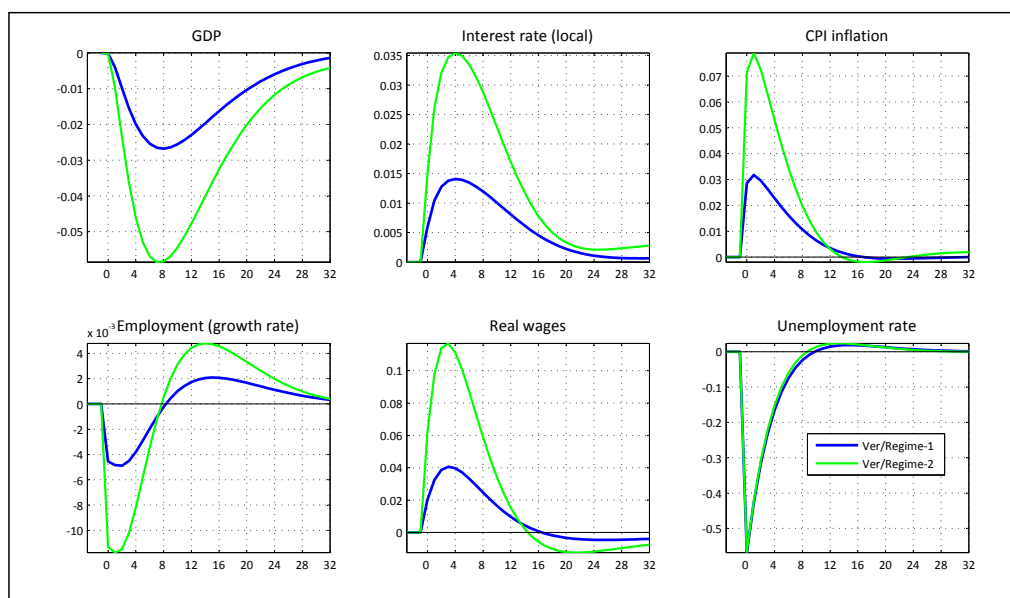 GDP
0
-0.01
-0.02
-0.03
-0.04
-0.05
0 4 8 12 16 20 24 28 32
Interest rate (local)
0.035
0.03
0.025
0.02
0.015
0.01
0.005
0
0 4 8 12 16 20 24 28 32
CPI inflation
0.07
0.06
0.05
0.04
0.03
0.02
0.01
0
0 4 8 12 16 20 24 28 32
x 10-3
Employment (growth rate)
4
2
0
-2
-4
-6
-8
-10
0 4 8 12 16 20 24 28 32
Real wages
0.1
0.08
0.06
0.04
0.02
0
0 4 8 12 16 20 24 28 32
Unemployment rate
0
-0.1
-0.2
-0.3
-0.4
-0.5
Ver/Regime-1
Ver/Regime-2
0 4 8 12 16 20 24 28 32